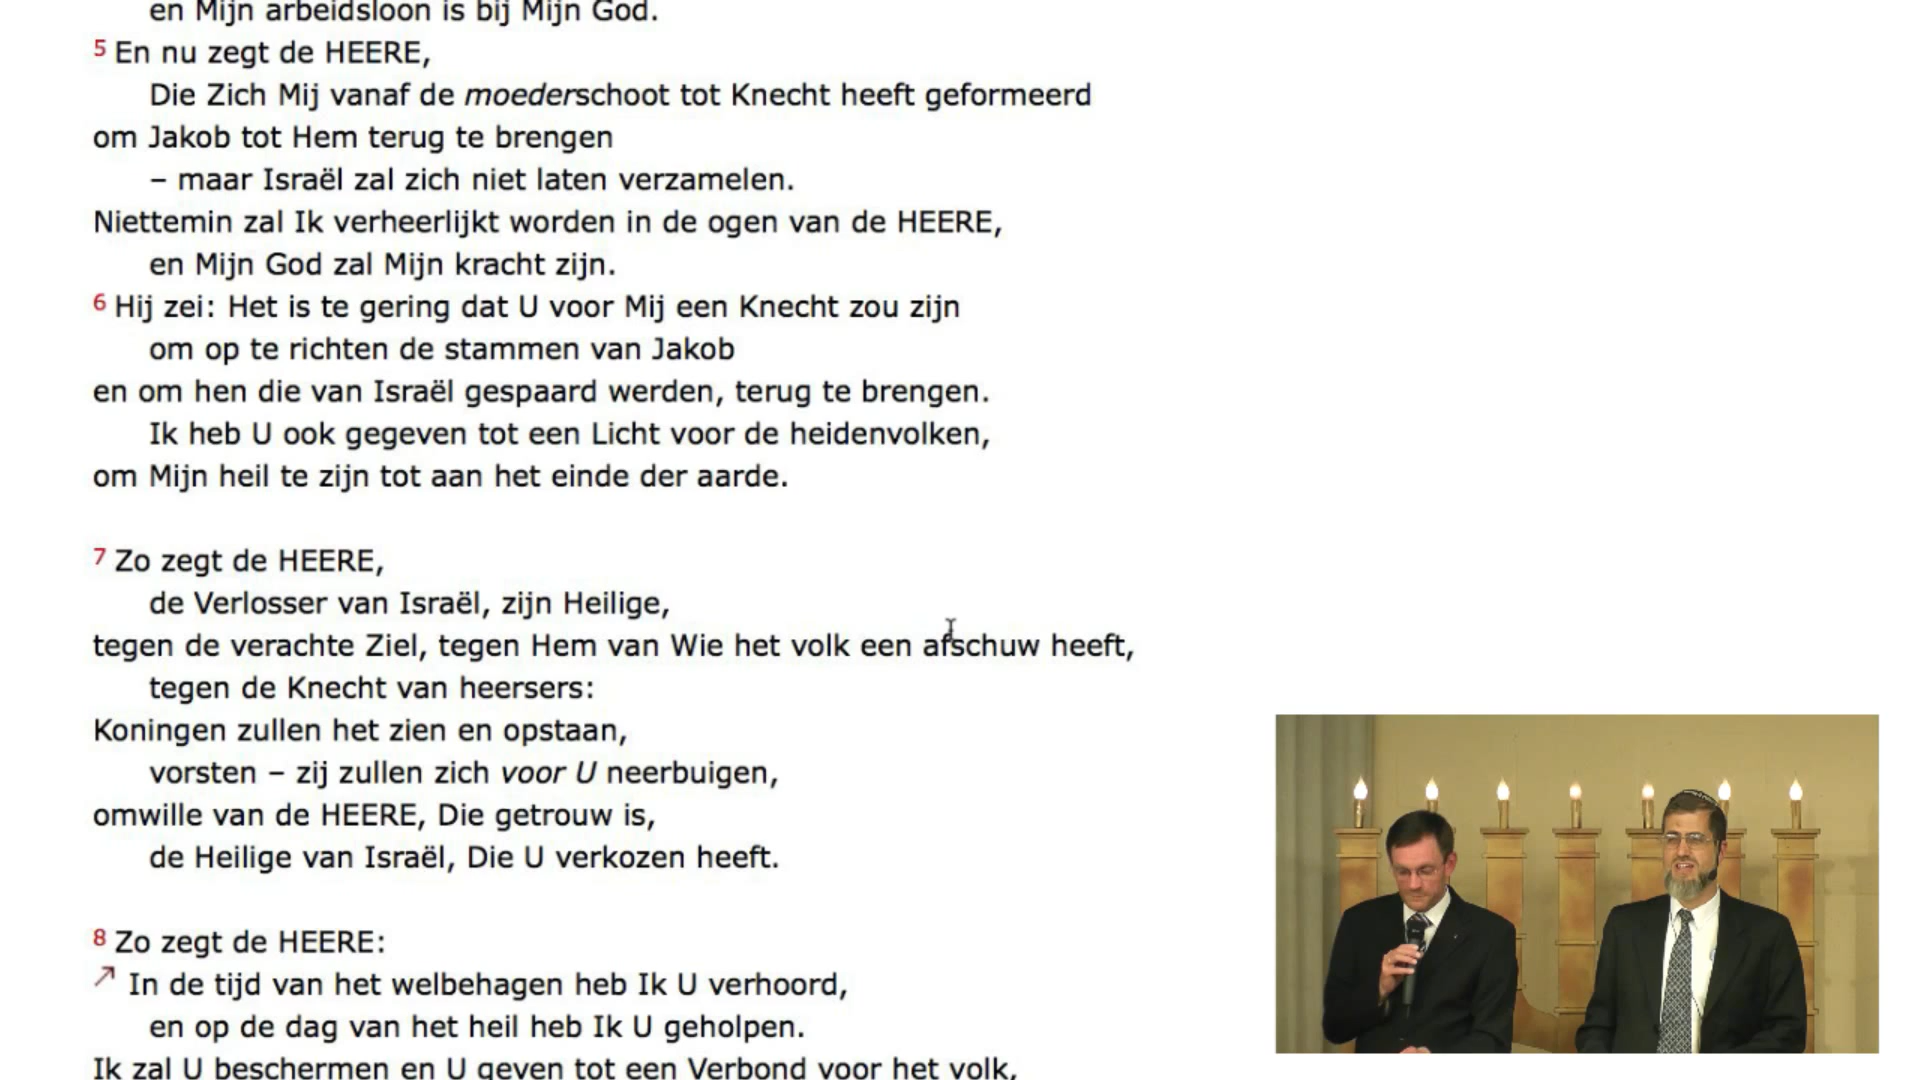 en Mijn arbeidsloon is bij Mijn God.
5 En nu zegt de HEERE,
Die Zich Mij vanaf de moederschoot tot Knecht heeft geformeerd
om Jakob tot Hem terug te brengen
– maar Israël zal zich niet laten verzamelen.
Niettemin zal Ik verheerlijkt worden in de ogen van de HEERE,
en Mijn God zal Mijn kracht zijn.
6 Hij zei: Het is te gering dat U voor Mij een Knecht zou zijn
om op te richten de stammen van Jakob
en om hen die van Israël gespaard werden, terug te brengen.
Ik heb U ook gegeven tot een Licht voor de heidenvolken,
om Mijn heil te zijn tot aan het einde der aarde.
7 Zo zegt de HEERE,
de Verlosser van Israël, zijn Heilige,
tegen de verachte Ziel, tegen Hem van Wie het volk een afschuw heeft,
tegen de Knecht van heersers:
Koningen zullen het zien en opstaan,
vorsten – zij zullen zich voor U neerbuigen,
omwille van de HEERE, Die getrouw is,
de Heilige van Israël, Die U verkozen heeft.
8 Zo zegt de HEERE:
In de tijd van het welbehagen heb Ik U verhoord,
en op de dag van het heil heb Ik U geholpen.
Ik zal U beschermen en U geven tot een Verbond voor het volk,